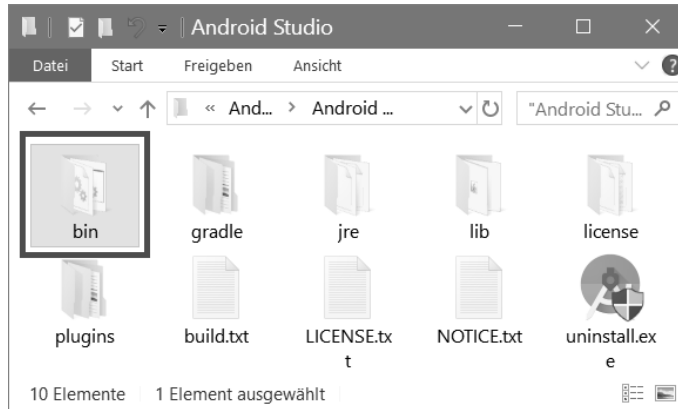 Android Studio
Datei Start Freigeben Ansicht ?
« And... > Android ... "Android Stu...
bin gradle jre lib license
plugins build.txt LICENSE.tx NOTICE.txt uninstall.ex
t e
10 Elemente 1 Element ausgewählt